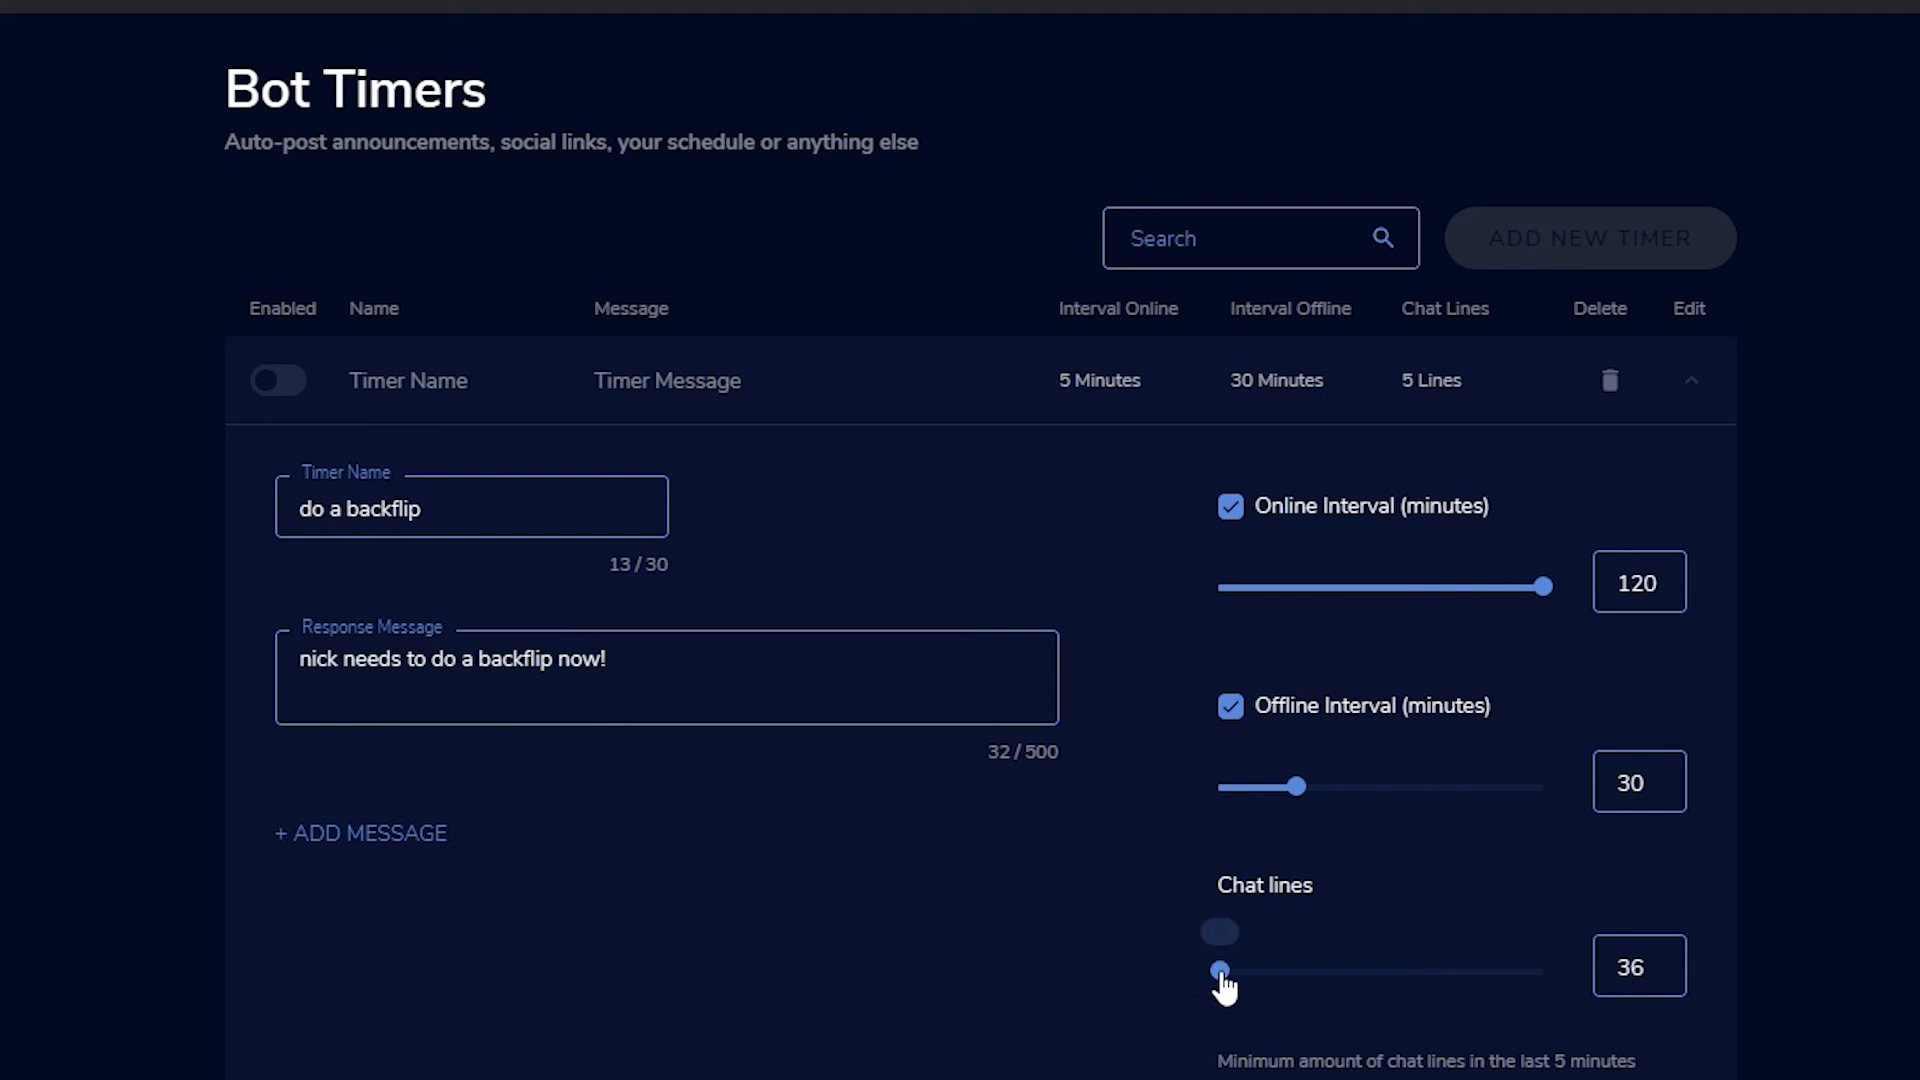 Bot Timers
Auto-post announcements, social links, your schedule or anything else
Search
ADD NEW TIMER
Enabled Name Message Interval Online Interval Offline Chat Lines Delete Edit
Timer Name Timer Message 5 Minutes 30 Minutes 5 Lines
Timer Name
do a backflip
13 / 30
Response Message
nick needs to do a backflip now!
32 / 500
+ ADD MESSAGE
Online Interval (minutes)
120
Offline Interval (minutes)
30
Chat lines
36
Minimum amount of chat lines in the last 5 minutes